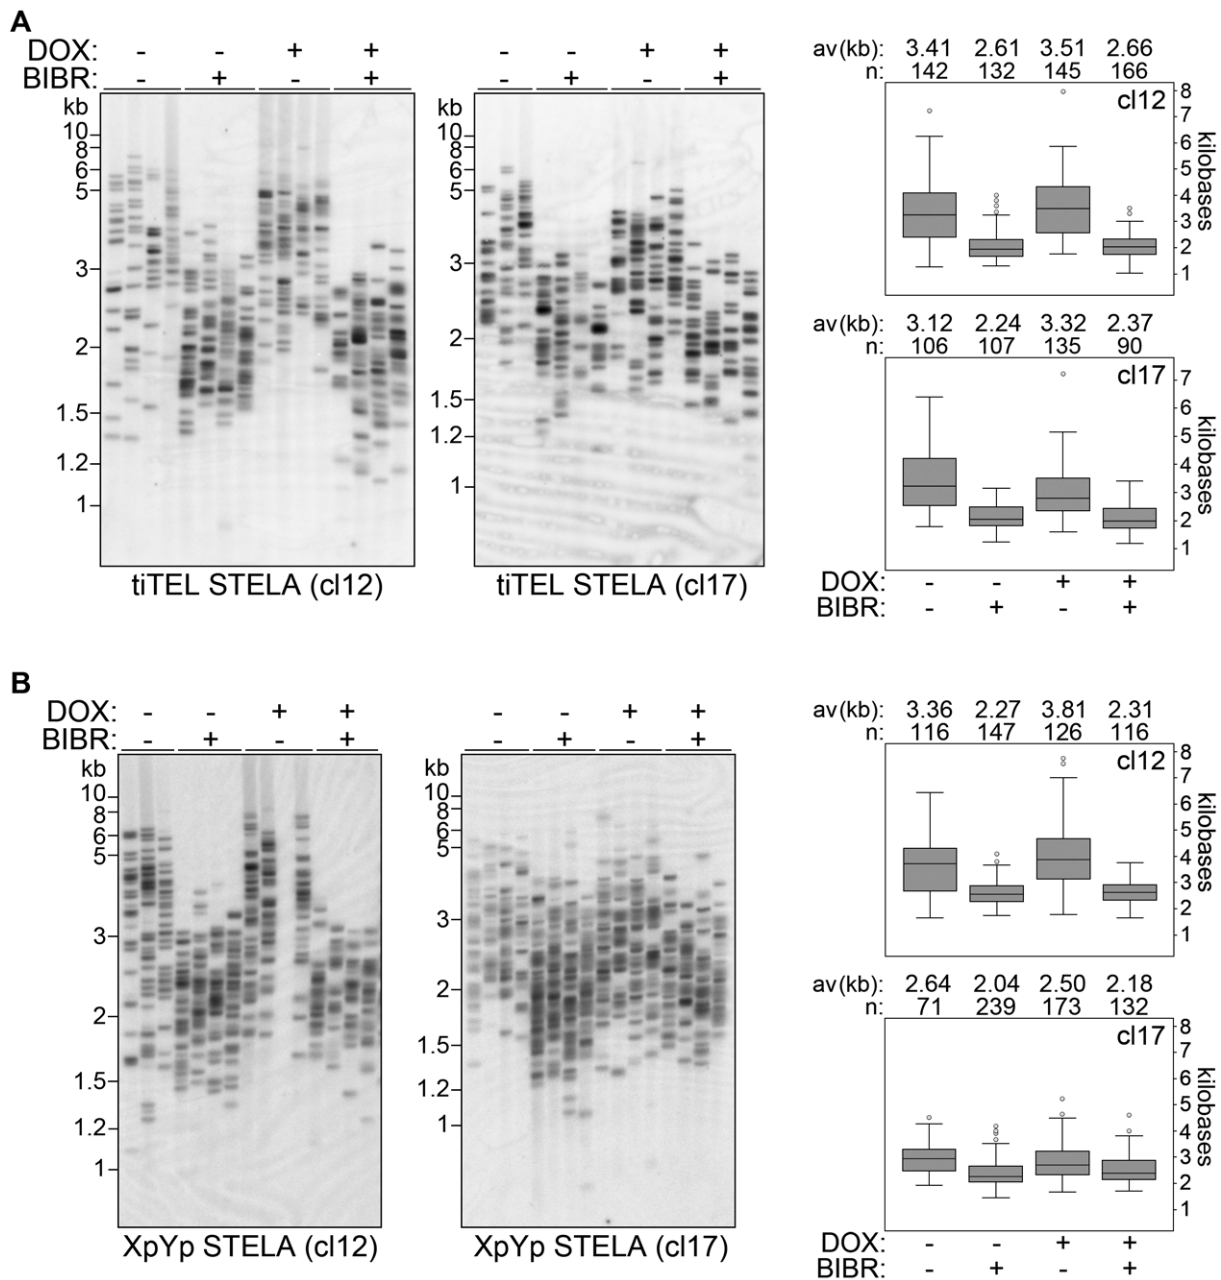 A
DOX: - - + +
BIBR: - + - +
kb
10
8
6
5
3
2
1.5
1.2
1
tiTEL STELA (cl12)
- - + +
- + - +
kb
10
8
6
5
3
2
1.5
1.2
1
tiTEL STELA (cl17)
av(kb): 3.41 2.61 3.51 2.66
n: 142 132 145 166
cl12
8
7
6
5
4
3
2
1
kilobases
av(kb): 3.12 2.24 3.32 2.37
n: 106 107 135 90
cl17
7
6
5
4
3
2
1
kilobases
DOX: - - + +
BIBR: - + - +
B
DOX: - - + +
BIBR: - + - +
kb
10
8
6
5
3
2
1.5
1.2
1
XpYp STELA (cl12)
- - + +
- + - +
kb
10
8
6
5
3
2
1.5
1.2
1
XpYp STELA (cl17)
av(kb): 3.36 2.27 3.81 2.31
n: 116 147 126 116
cl12
8
7
6
5
4
3
2
1
kilobases
av(kb): 2.64 2.04 2.50 2.18
n: 71 239 173 132
cl17
8
7
6
5
4
3
2
1
kilobases
DOX: - - + +
BIBR: - + - +